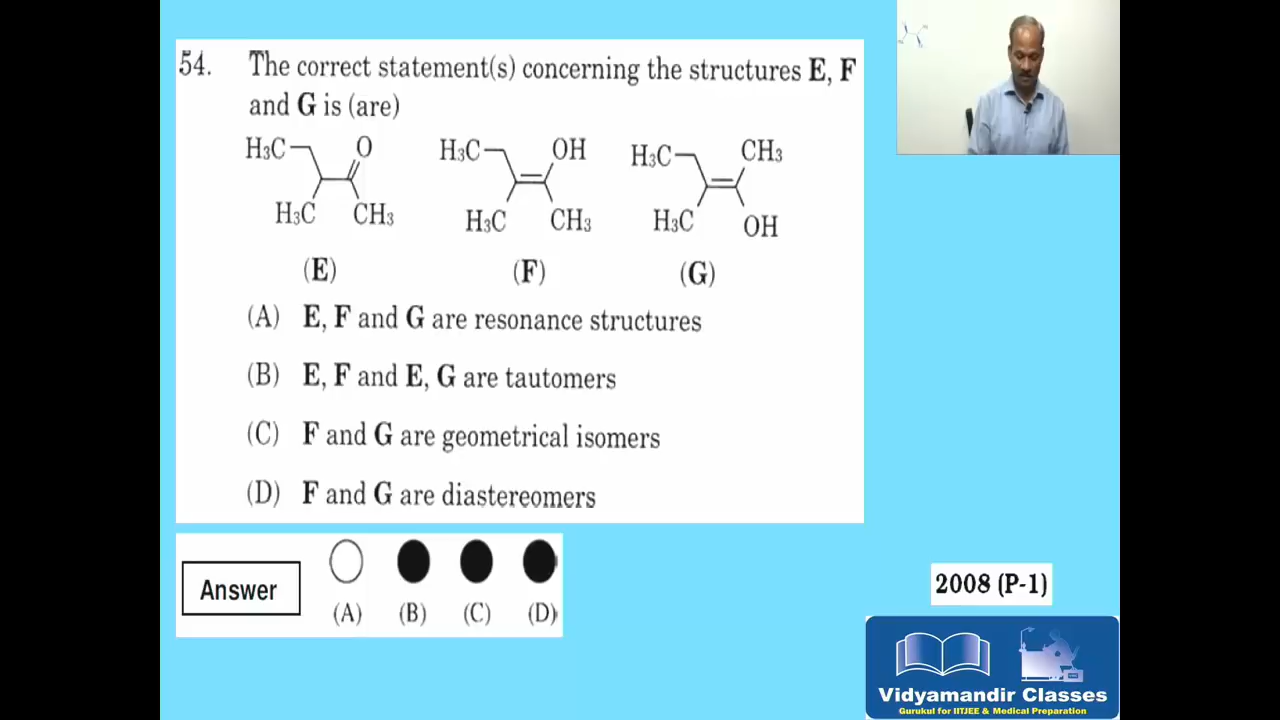 54. The correct statement(s) concerning the structures E, F
and G is (are)
H₃C O H₃C OH H₃C CH₃
H₃C CH₃ H₃C CH₃ H₃C OH
(E) (F) (G)
(A) E, F and G are resonance structures
(B) E, F and E, G are tautomers
(C) F and G are geometrical isomers
(D) F and G are diastereomers
Answer
(A) (B) (C) (D)
2008 (P-1)
Vidyamandir Classes
Gurukul for IITJEE & Medical Preparation